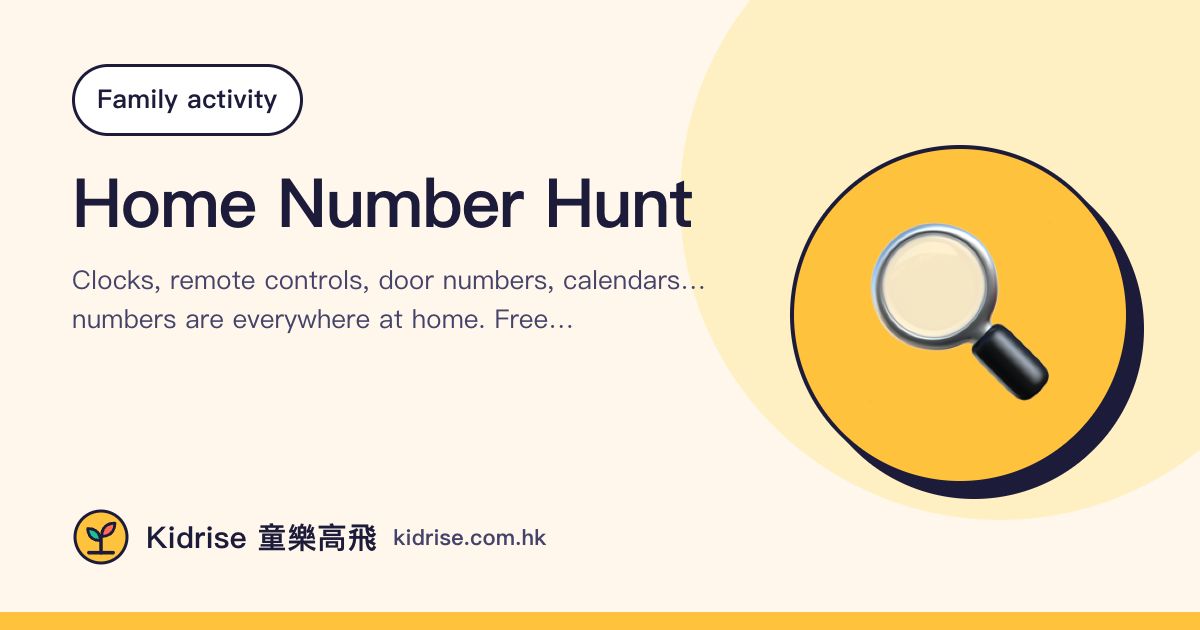 Family activity
Home Number Hunt
Clocks, remote controls, door numbers, calendars…
numbers are everywhere at home. Free…
Kidrise 童樂高飛 kidrise.com.hk